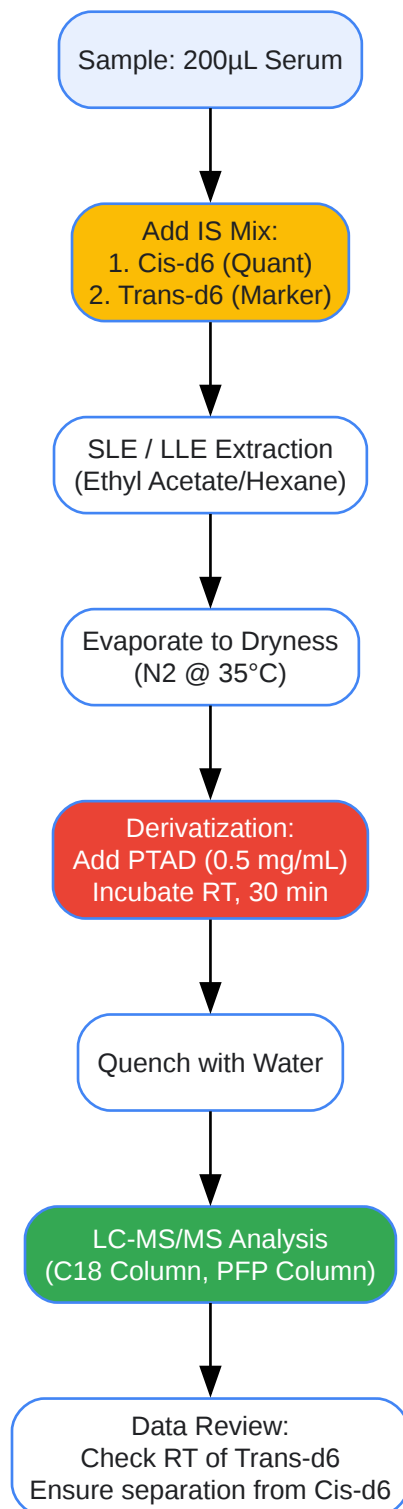 Sample: 200µL Serum
Add IS Mix:
1. Cis-d6 (Quant)
2. Trans-d6 (Marker)
SLE / LLE Extraction
(Ethyl Acetate/Hexane)
Evaporate to Dryness
(N2 @ 35°C)
Derivatization:
Add PTAD (0.5 mg/mL)
Incubate RT, 30 min
Quench with Water
LC-MS/MS Analysis
(C18 Column, PFP Column)
Data Review:
Check RT of Trans-d6
Ensure separation from Cis-d6